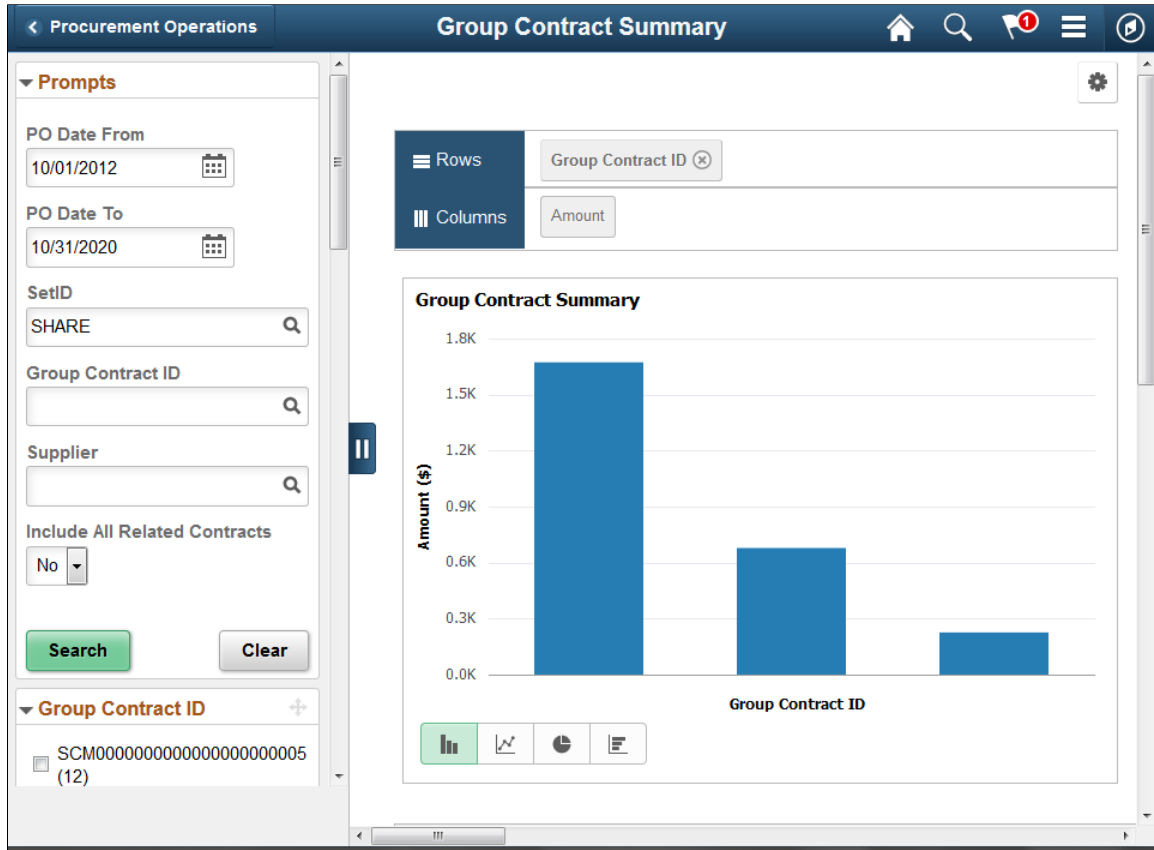 Procurement Operations
Group Contract Summary
1
Prompts
PO Date From
10/01/2012
PO Date To
10/31/2020
SetID
SHARE
Group Contract ID
Supplier
Include All Related Contracts
No
Search
Clear
Group Contract ID
SCM0000000000000000000005
(12)
Rows
Group Contract ID
Columns
Amount
Group Contract Summary
1.8K
1.5K
1.2K
0.9K
0.6K
0.3K
0.0K
Amount ($)
Group Contract ID